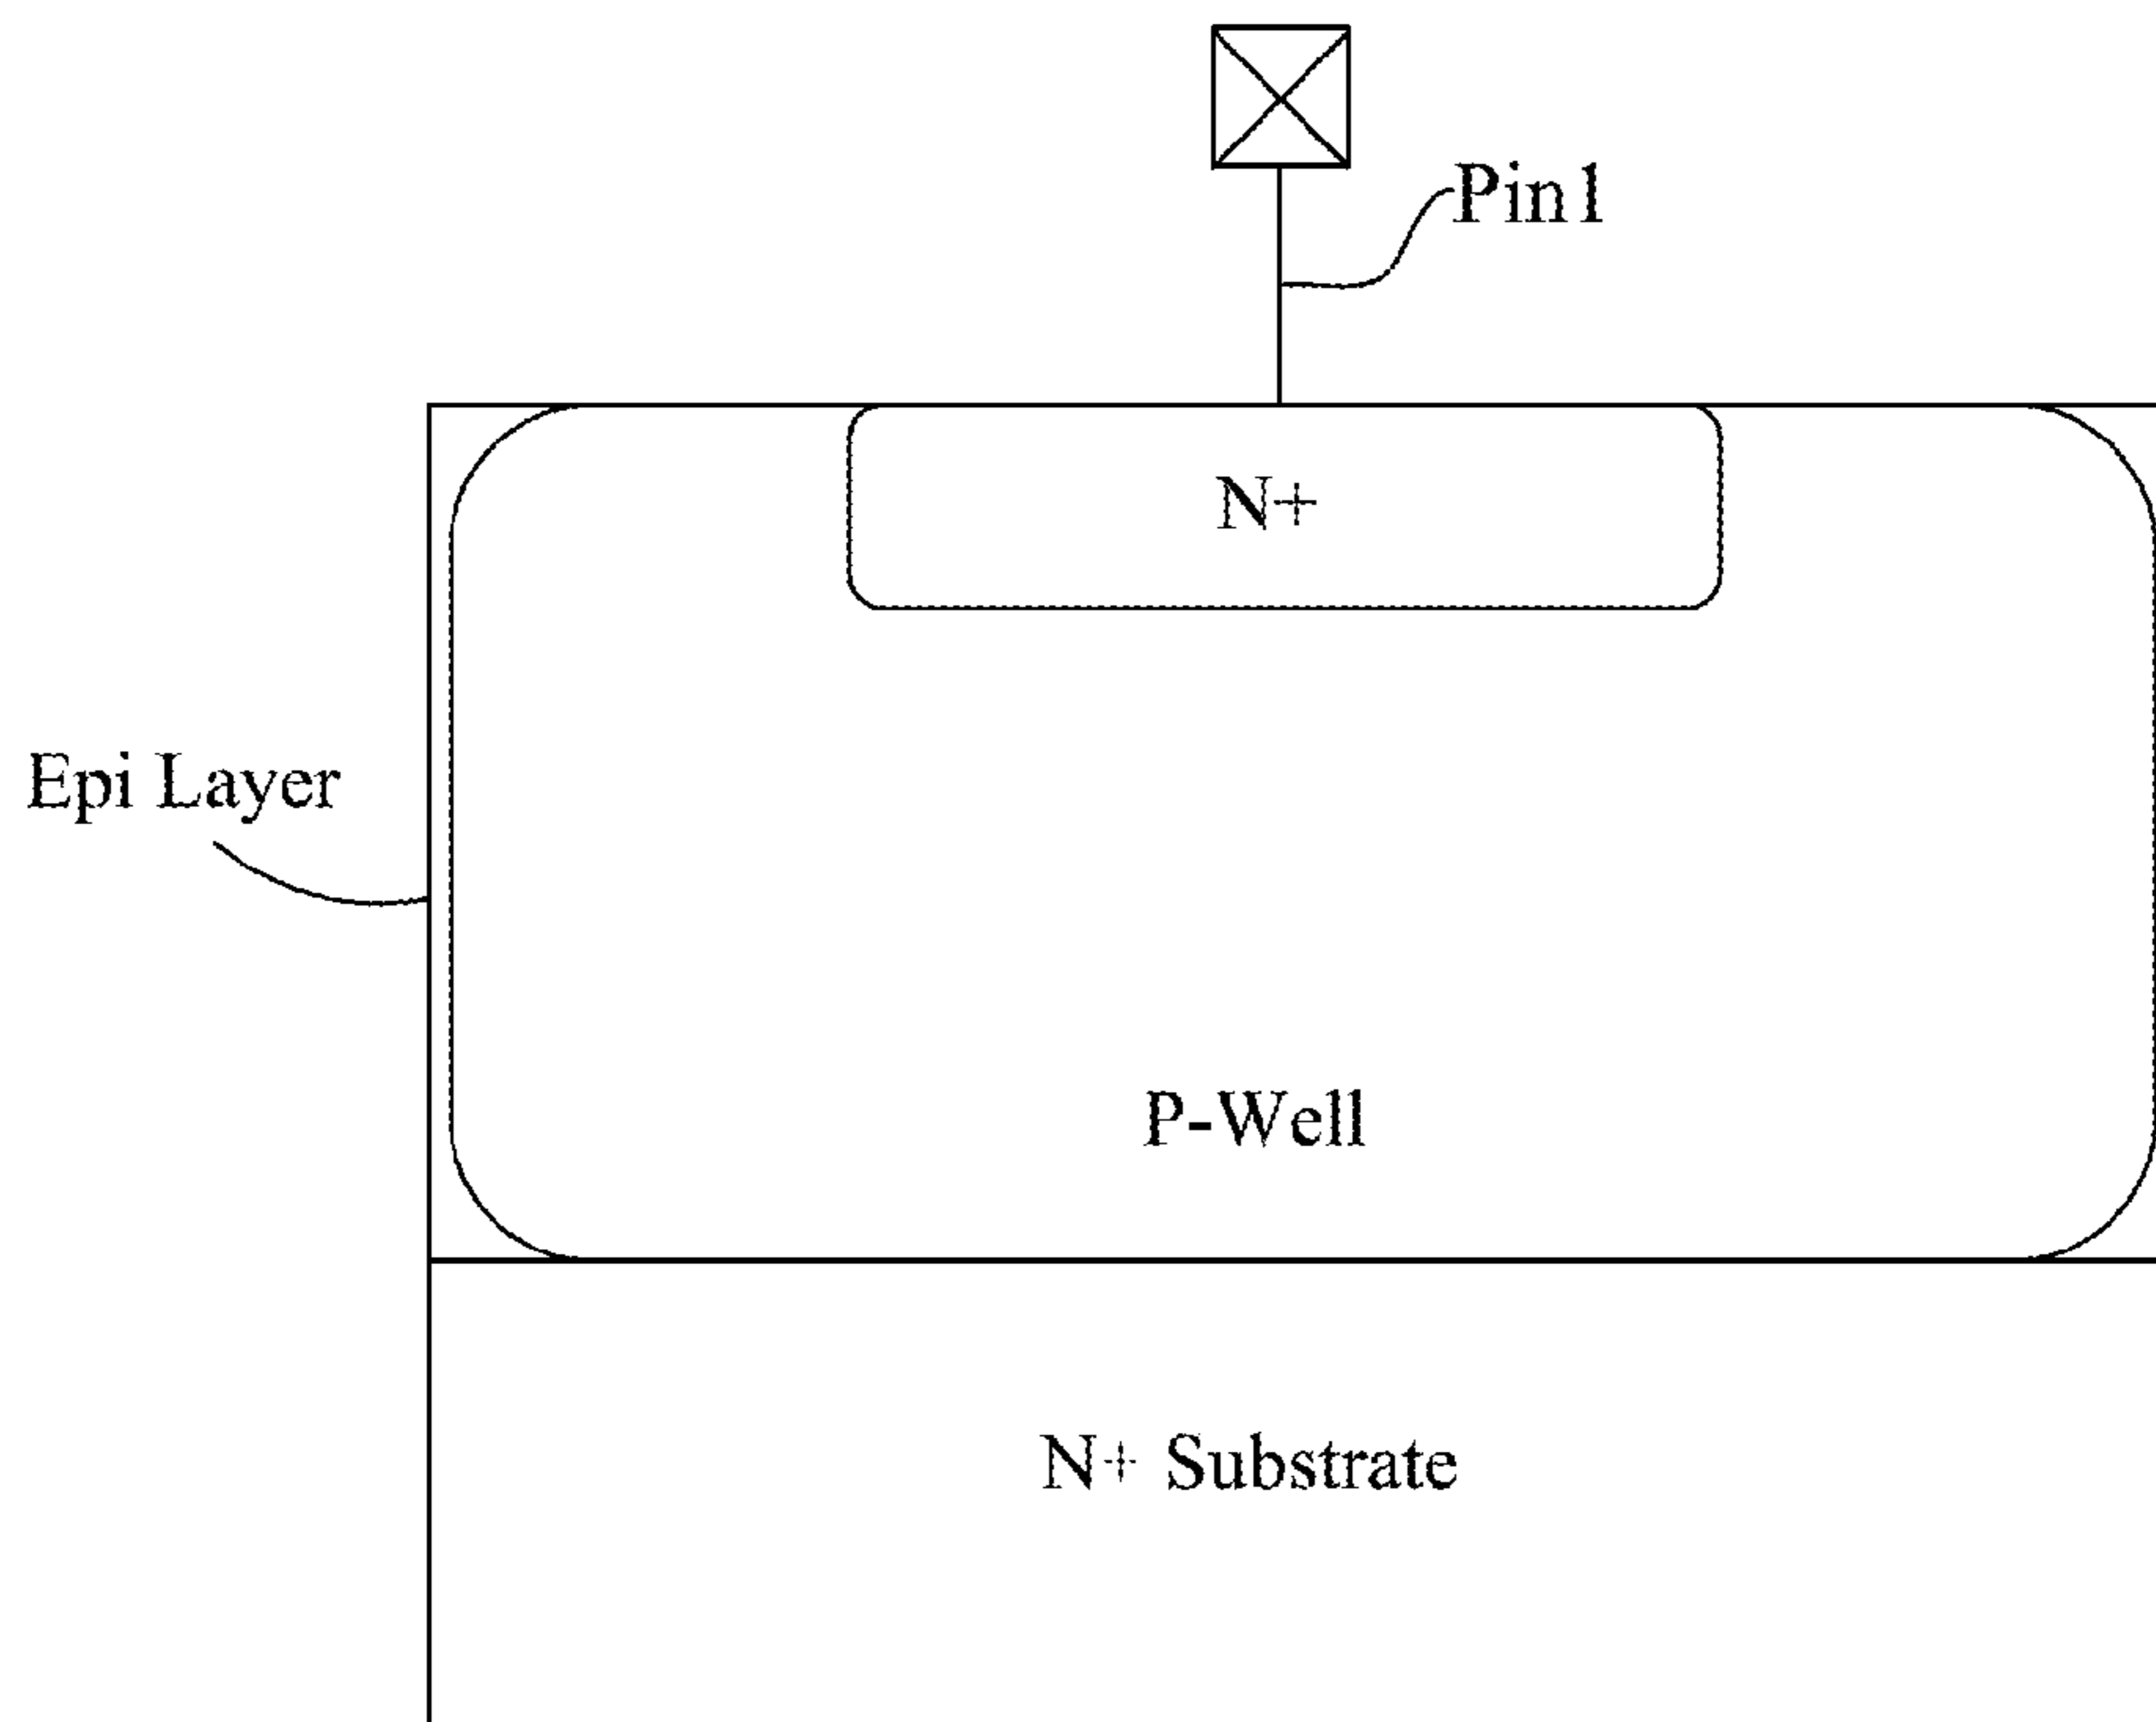 Pin1
N+
Epi Layer
P-Well
N+ Substrate